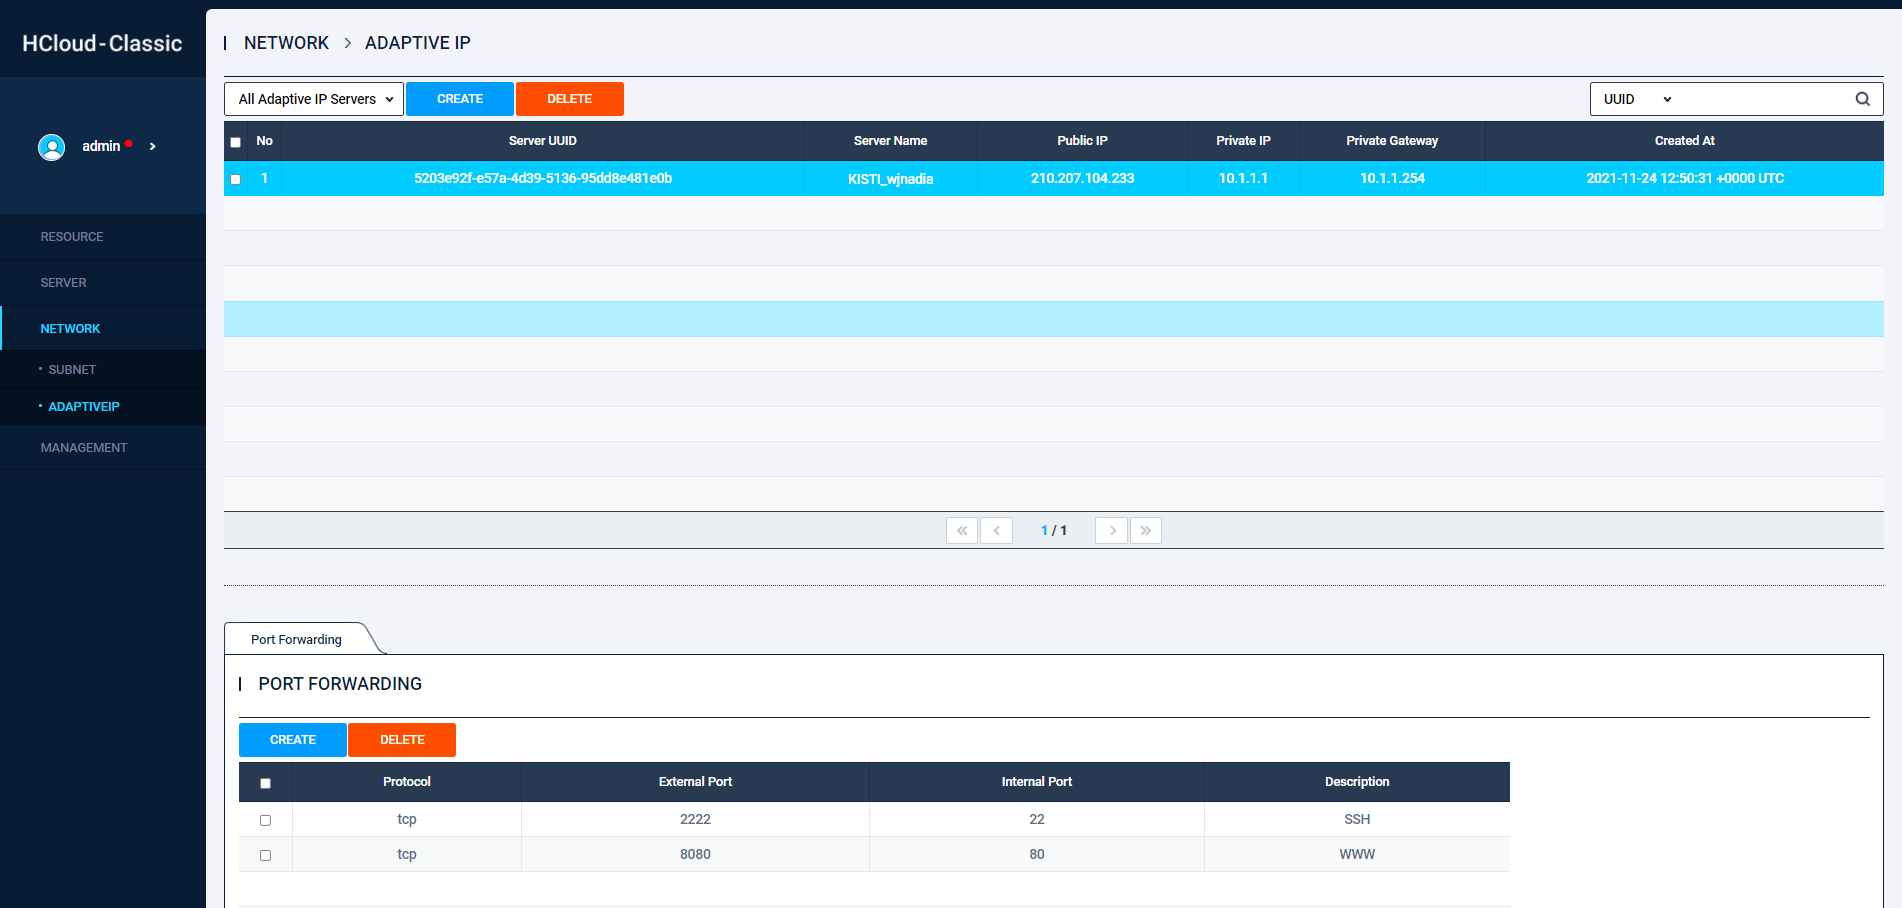 HCloud-Classic
admin
RESOURCE
SERVER
NETWORK
SUBNET
ADAPTIVEIP
MANAGEMENT
NETWORK > ADAPTIVE IP
All Adaptive IP Servers CREATE DELETE UUID
No Server UUID Server Name Public IP Private IP Private Gateway Created At
1 5203e92f-e57a-4d39-5136-95dd8e481e0b KISTI_wjnadia 210.207.104.233 10.1.1.1 10.1.1.254 2021-11-24 12:50:31 +0000 UTC
1 / 1
Port Forwarding
PORT FORWARDING
CREATE DELETE
Protocol External Port Internal Port Description
tcp 2222 22 SSH
tcp 8080 80 WWW